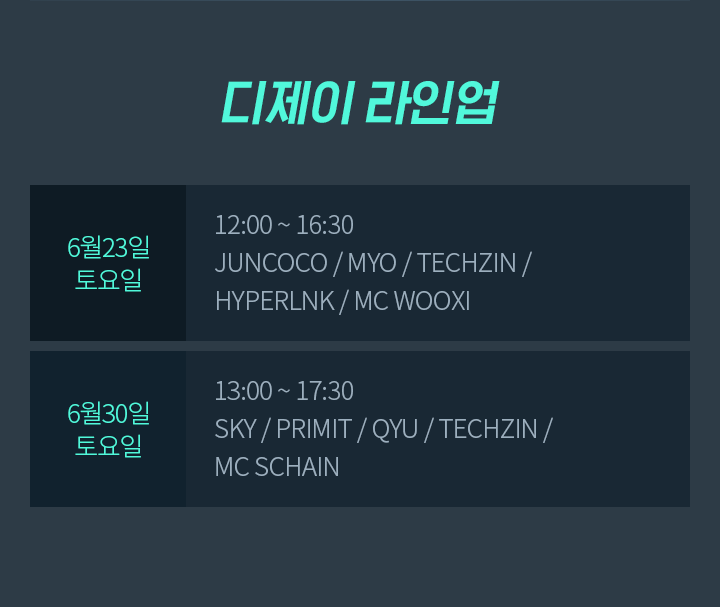 디제이 라인업
6월23일
토요일
12:00 ~ 16:30
JUNCOCO / MYO / TECHZIN /
HYPERLNK / MC WOOXI
6월30일
토요일
13:00 ~ 17:30
SKY / PRIMIT / QYU / TECHZIN /
MC SCHAIN